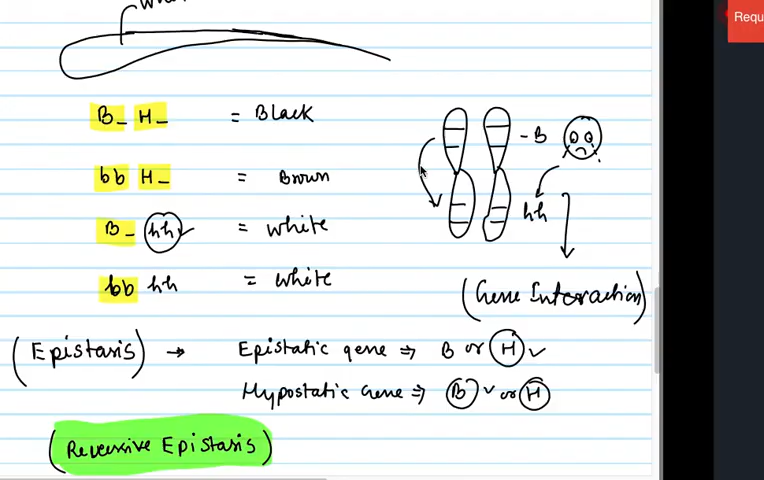 Requ
B_ H_ = Black
- B
bb H_ = Brown
B_ hh = white
hh
bb hh = white
(Gene Interaction)
(Epistasis) → Epistatic gene ⇒ B or H ✓
Hypostatic Gene ⇒ B ✓ or H
(Recessive Epistasis)